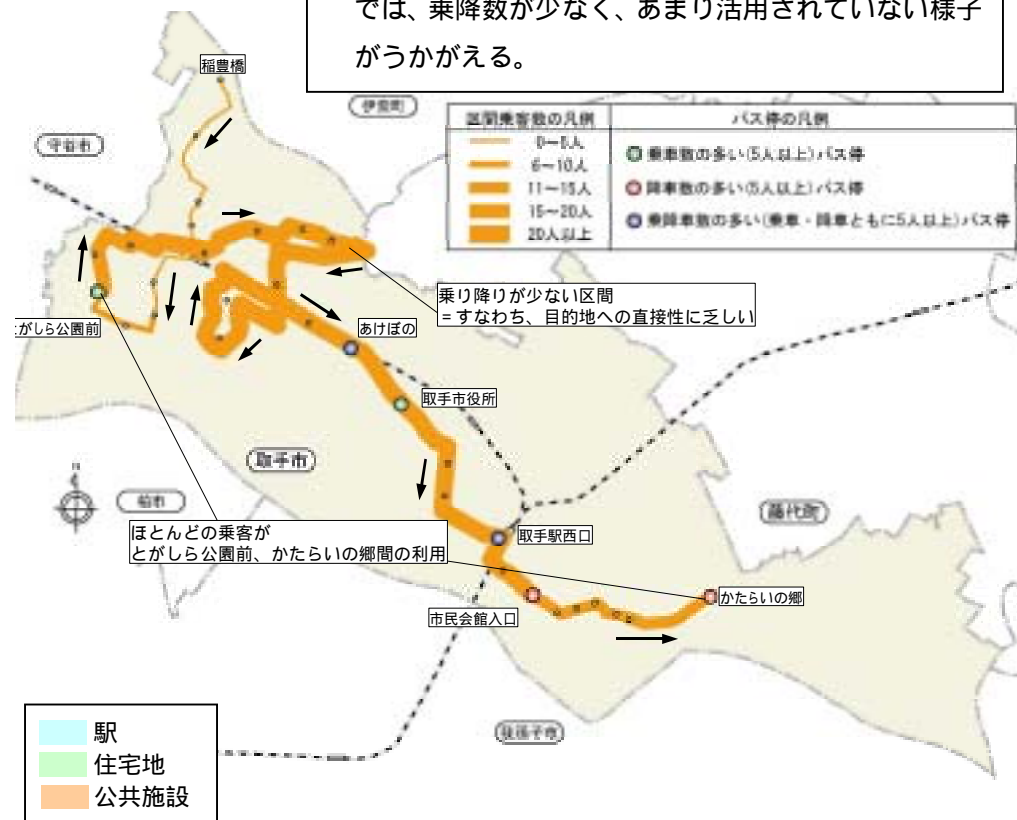 では、乗降数が少なく、あまり活用されていない様子
がうかがえる。
稲豊橋
伊奈町
守谷市
区間乗客数の凡例
0～5人
6～10人
11～15人
15～20人
20人以上
バス停の凡例
乗車数の多い(5人以上)バス停
降車数の多い(5人以上)バス停
乗降車数の多い(乗車・降車ともに5人以上)バス停
乗り降りが少ない区間
=すなわち、目的地への直接性に乏しい
とがしら公園前
あけぼの
取手市役所
取手市
N
柏市
藤代町
ほとんどの乗客が
とがしら公園前、かたらいの郷間の利用
取手駅西口
かたらいの郷
市民会館入口
我孫子市
駅
住宅地
公共施設